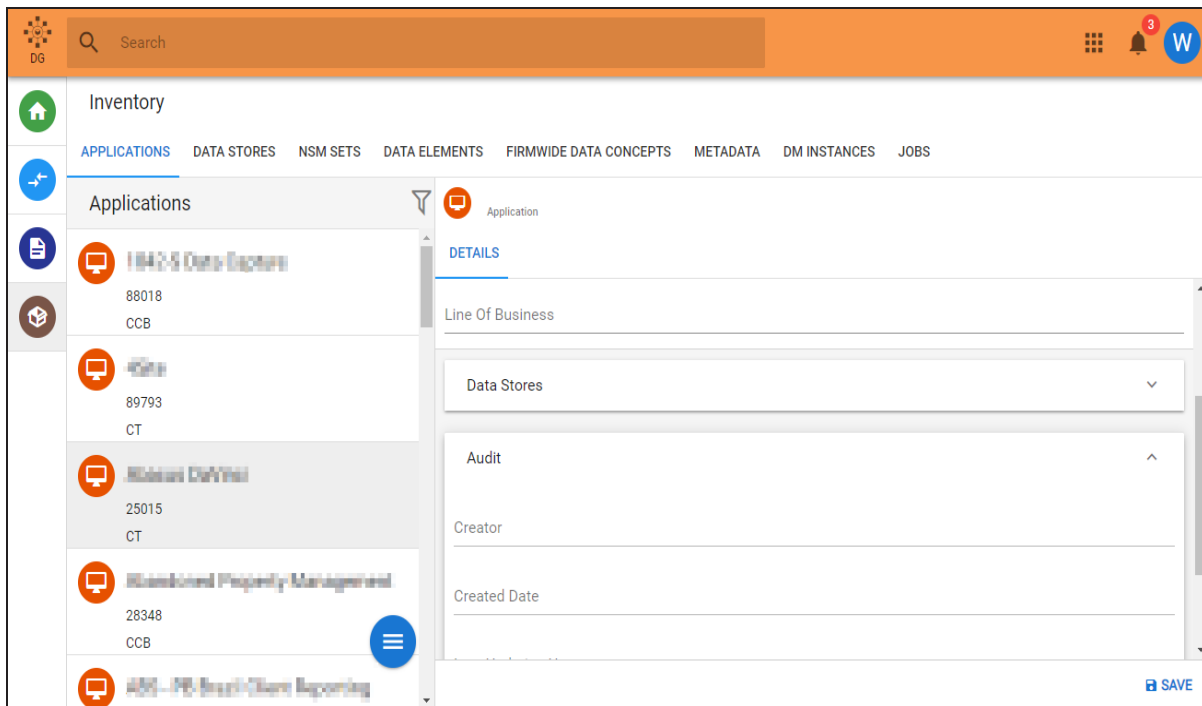 DG
Search
3
W
Inventory
APPLICATIONS DATA STORES NSM SETS DATA ELEMENTS FIRMWIDE DATA CONCEPTS METADATA DM INSTANCES JOBS
Applications
88018
CCB
89793
CT
25015
CT
28348
CCB
Application
DETAILS
Line Of Business
Data Stores
Audit
Creator
Created Date
SAVE